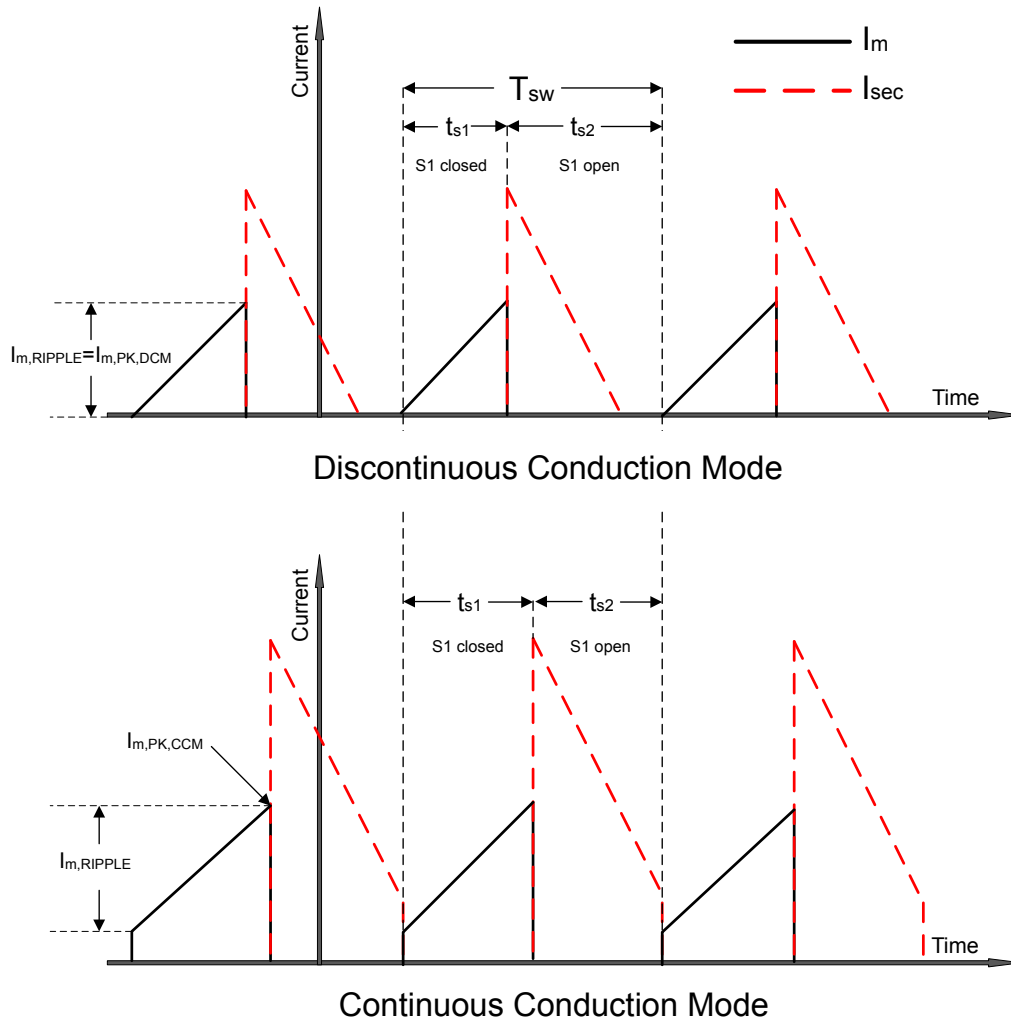 Current
Im
Isec
Tsw
ts1
ts2
S1 closed
S1 open
Im,RIPPLE=Im,PK,DCM
Time
Discontinuous Conduction Mode
Current
ts1
ts2
S1 closed
S1 open
Im,PK,CCM
Im,RIPPLE
Time
Continuous Conduction Mode